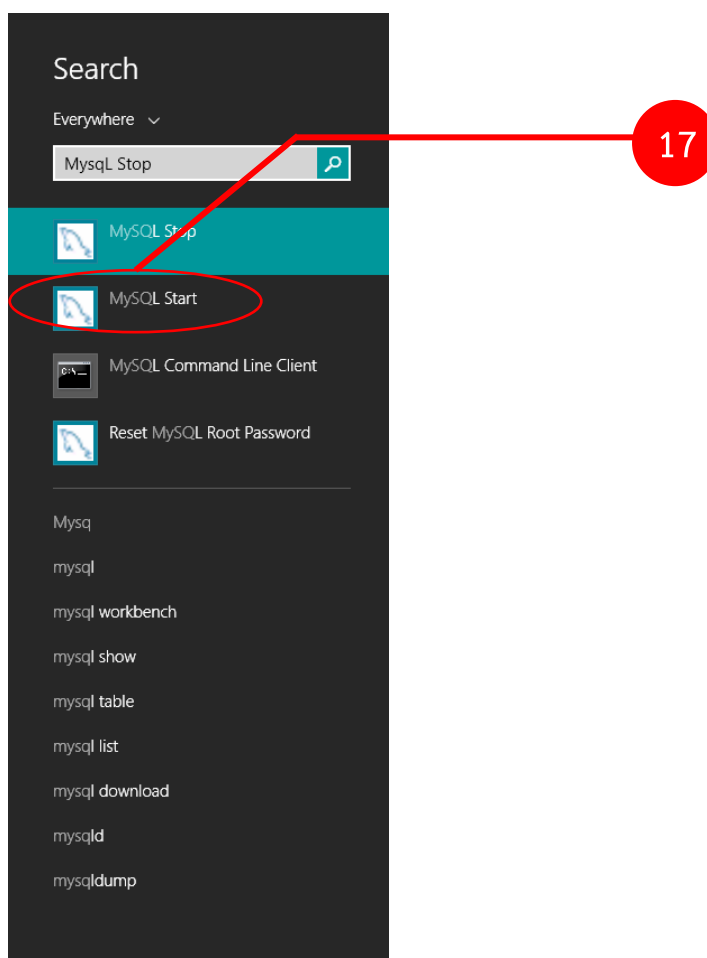 Search
Everywhere
MysqL Stop
17
MySQL Stop
MySQL Start
C:\_
MySQL Command Line Client
Reset MySQL Root Password
Mysq
mysql
mysql workbench
mysql show
mysql table
mysql list
mysql download
mysqld
mysqldump